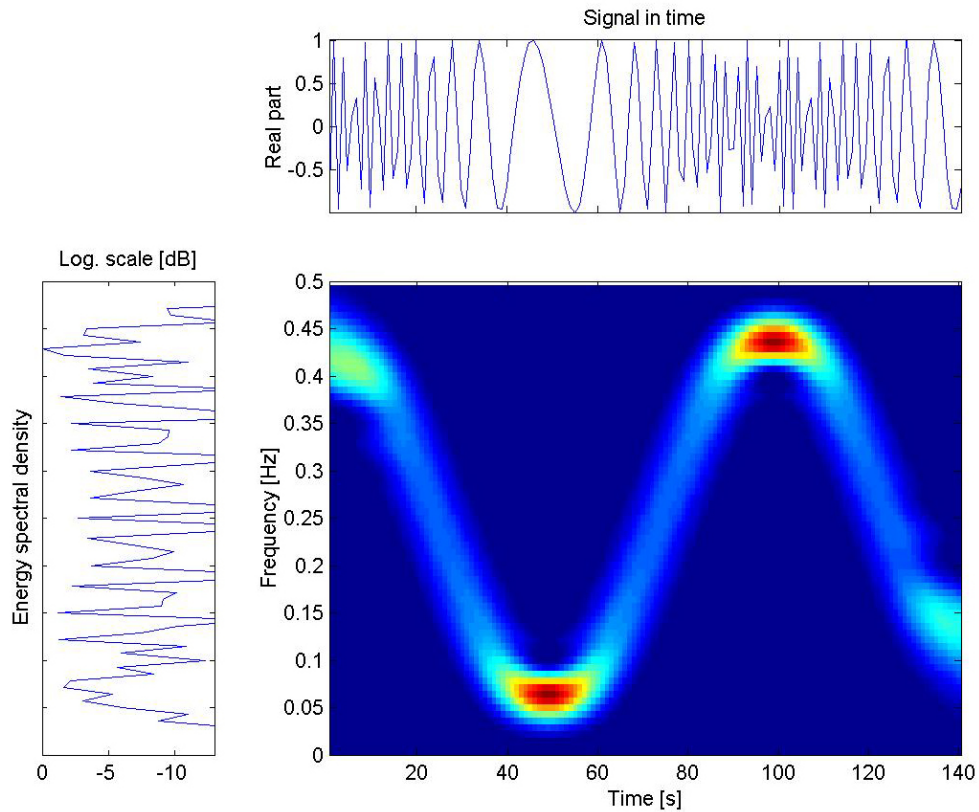 Signal in time
1
0.5
0
-0.5
Real part
Log. scale [dB]
Energy spectral density
0 -5 -10
0.5
0.45
0.4
0.35
0.3
0.25
0.2
0.15
0.1
0.05
0
Frequency [Hz]
20 40 60 80 100 120 140
Time [s]